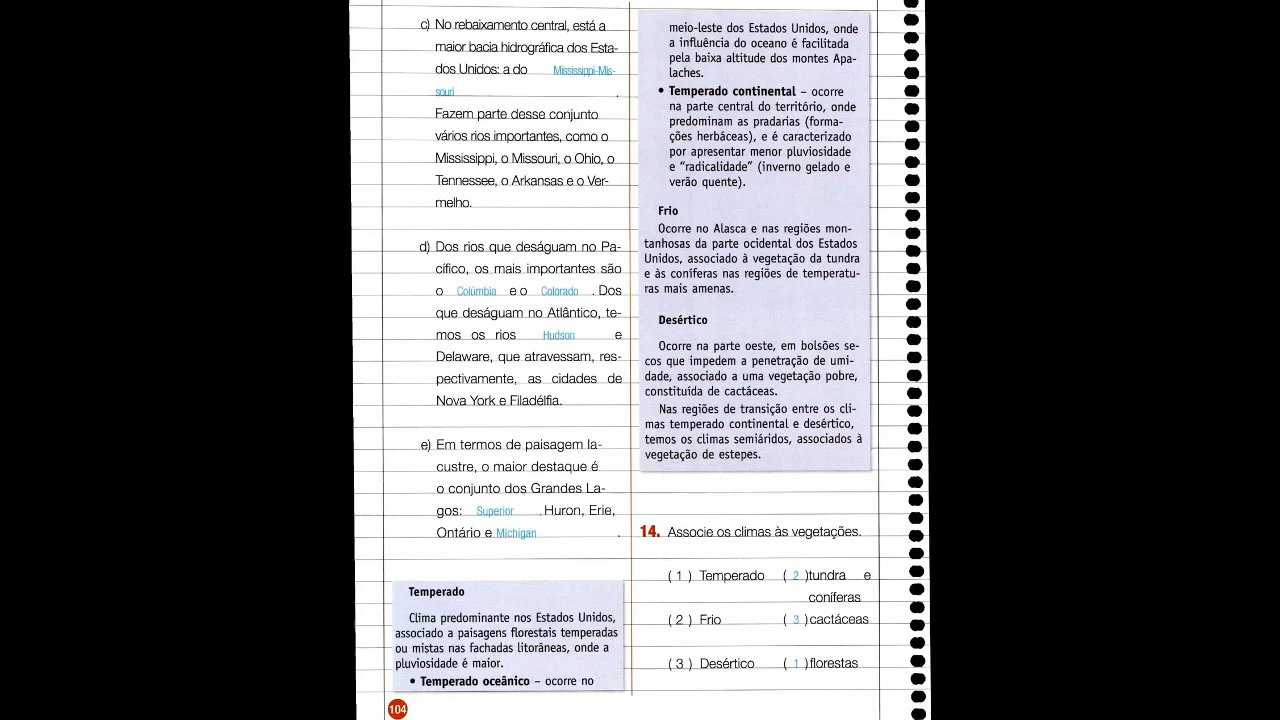 c) No rebaixamento central, está a
maior bacia hidrográfica dos Esta-
dos Unidos: a do Mississippi-Mis-
souri .
Fazem parte desse conjunto
vários rios importantes, como o
Mississippi, o Missouri, o Ohio, o
Tennessee, o Arkansas e o Ver-
melho.
d) Dos rios que deságuam no Pa-
cífico, os mais importantes são
o Colúmbia e o Colorado . Dos
que deságuam no Atlântico, te-
mos os rios Hudson e
Delaware, que atravessam, res-
pectivamente, as cidades de
Nova York e Filadélfia.
e) Em termos de paisagem la-
custre, o maior destaque é
o conjunto dos Grandes La-
gos: Superior , Huron, Erie,
Ontário e Michigan .
Temperado
Clima predominante nos Estados Unidos,
associado a paisagens florestais temperadas
ou mistas nas fachadas litorâneas, onde a
pluviosidade é maior.
• Temperado oceânico – ocorre no
104
meio-leste dos Estados Unidos, onde
a influência do oceano é facilitada
pela baixa altitude dos montes Apa-
laches.
• Temperado continental – ocorre
na parte central do território, onde
predominam as pradarias (forma-
ções herbáceas), e é caracterizado
por apresentar menor pluviosidade
e “radicalidade” (inverno gelado e
verão quente).
Frio
Ocorre no Alasca e nas regiões mon-
tanhosas da parte ocidental dos Estados
Unidos, associado à vegetação da tundra
e às coníferas nas regiões de temperatu-
ras mais amenas.
Desértico
Ocorre na parte oeste, em bolsões se-
cos que impedem a penetração de umi-
dade, associado a uma vegetação pobre,
constituída de cactáceas.
Nas regiões de transição entre os cli-
mas temperado continental e desértico,
temos os climas semiáridos, associados à
vegetação de estepes.
14. Associe os climas às vegetações.
( 1 ) Temperado ( 2 )tundra e
coníferas
( 2 ) Frio ( 3 )cactáceas
( 3 ) Desértico ( 1 )florestas